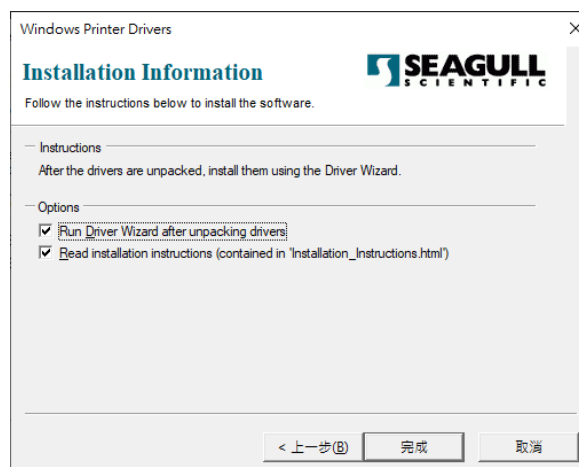 Windows Printer Drivers
Installation Information
SEAGULL
SCIENTIFIC
Follow the instructions below to install the software.
Instructions
After the drivers are unpacked, install them using the Driver Wizard.
Options
Run Driver Wizard after unpacking drivers
Read installation instructions (contained in 'Installation_Instructions.html')
< 上一步(B)
完成
取消